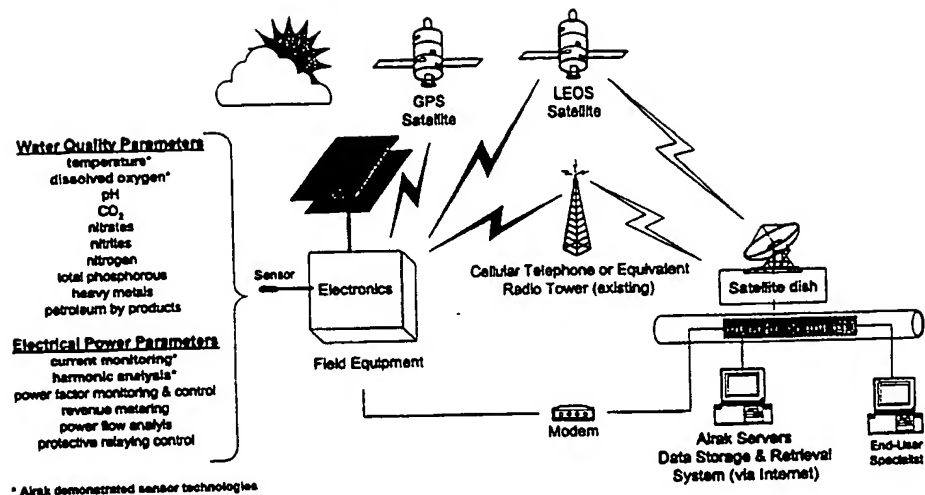 GPS
Satellite
LEOS
Satellite
Water Quality Parameters
temperature*
dissolved oxygen*
pH
CO₂
nitrates
nitrites
nitrogen
total phosphorous
heavy metals
petroleum by products
Electrical Power Parameters
current monitoring*
harmonic analysis*
power factor monitoring & control
revenue metering
power flow analyis
protective relaying control
Sensor
Electronics
Field Equipment
Cellular Telephone or Equivalent
Radio Tower (existing)
Satellite dish
Modem
Airak Servers
Data Storage & Retrieval
System (via Internet)
End-User
Specialist
* Airak demonstrated sensor technologies